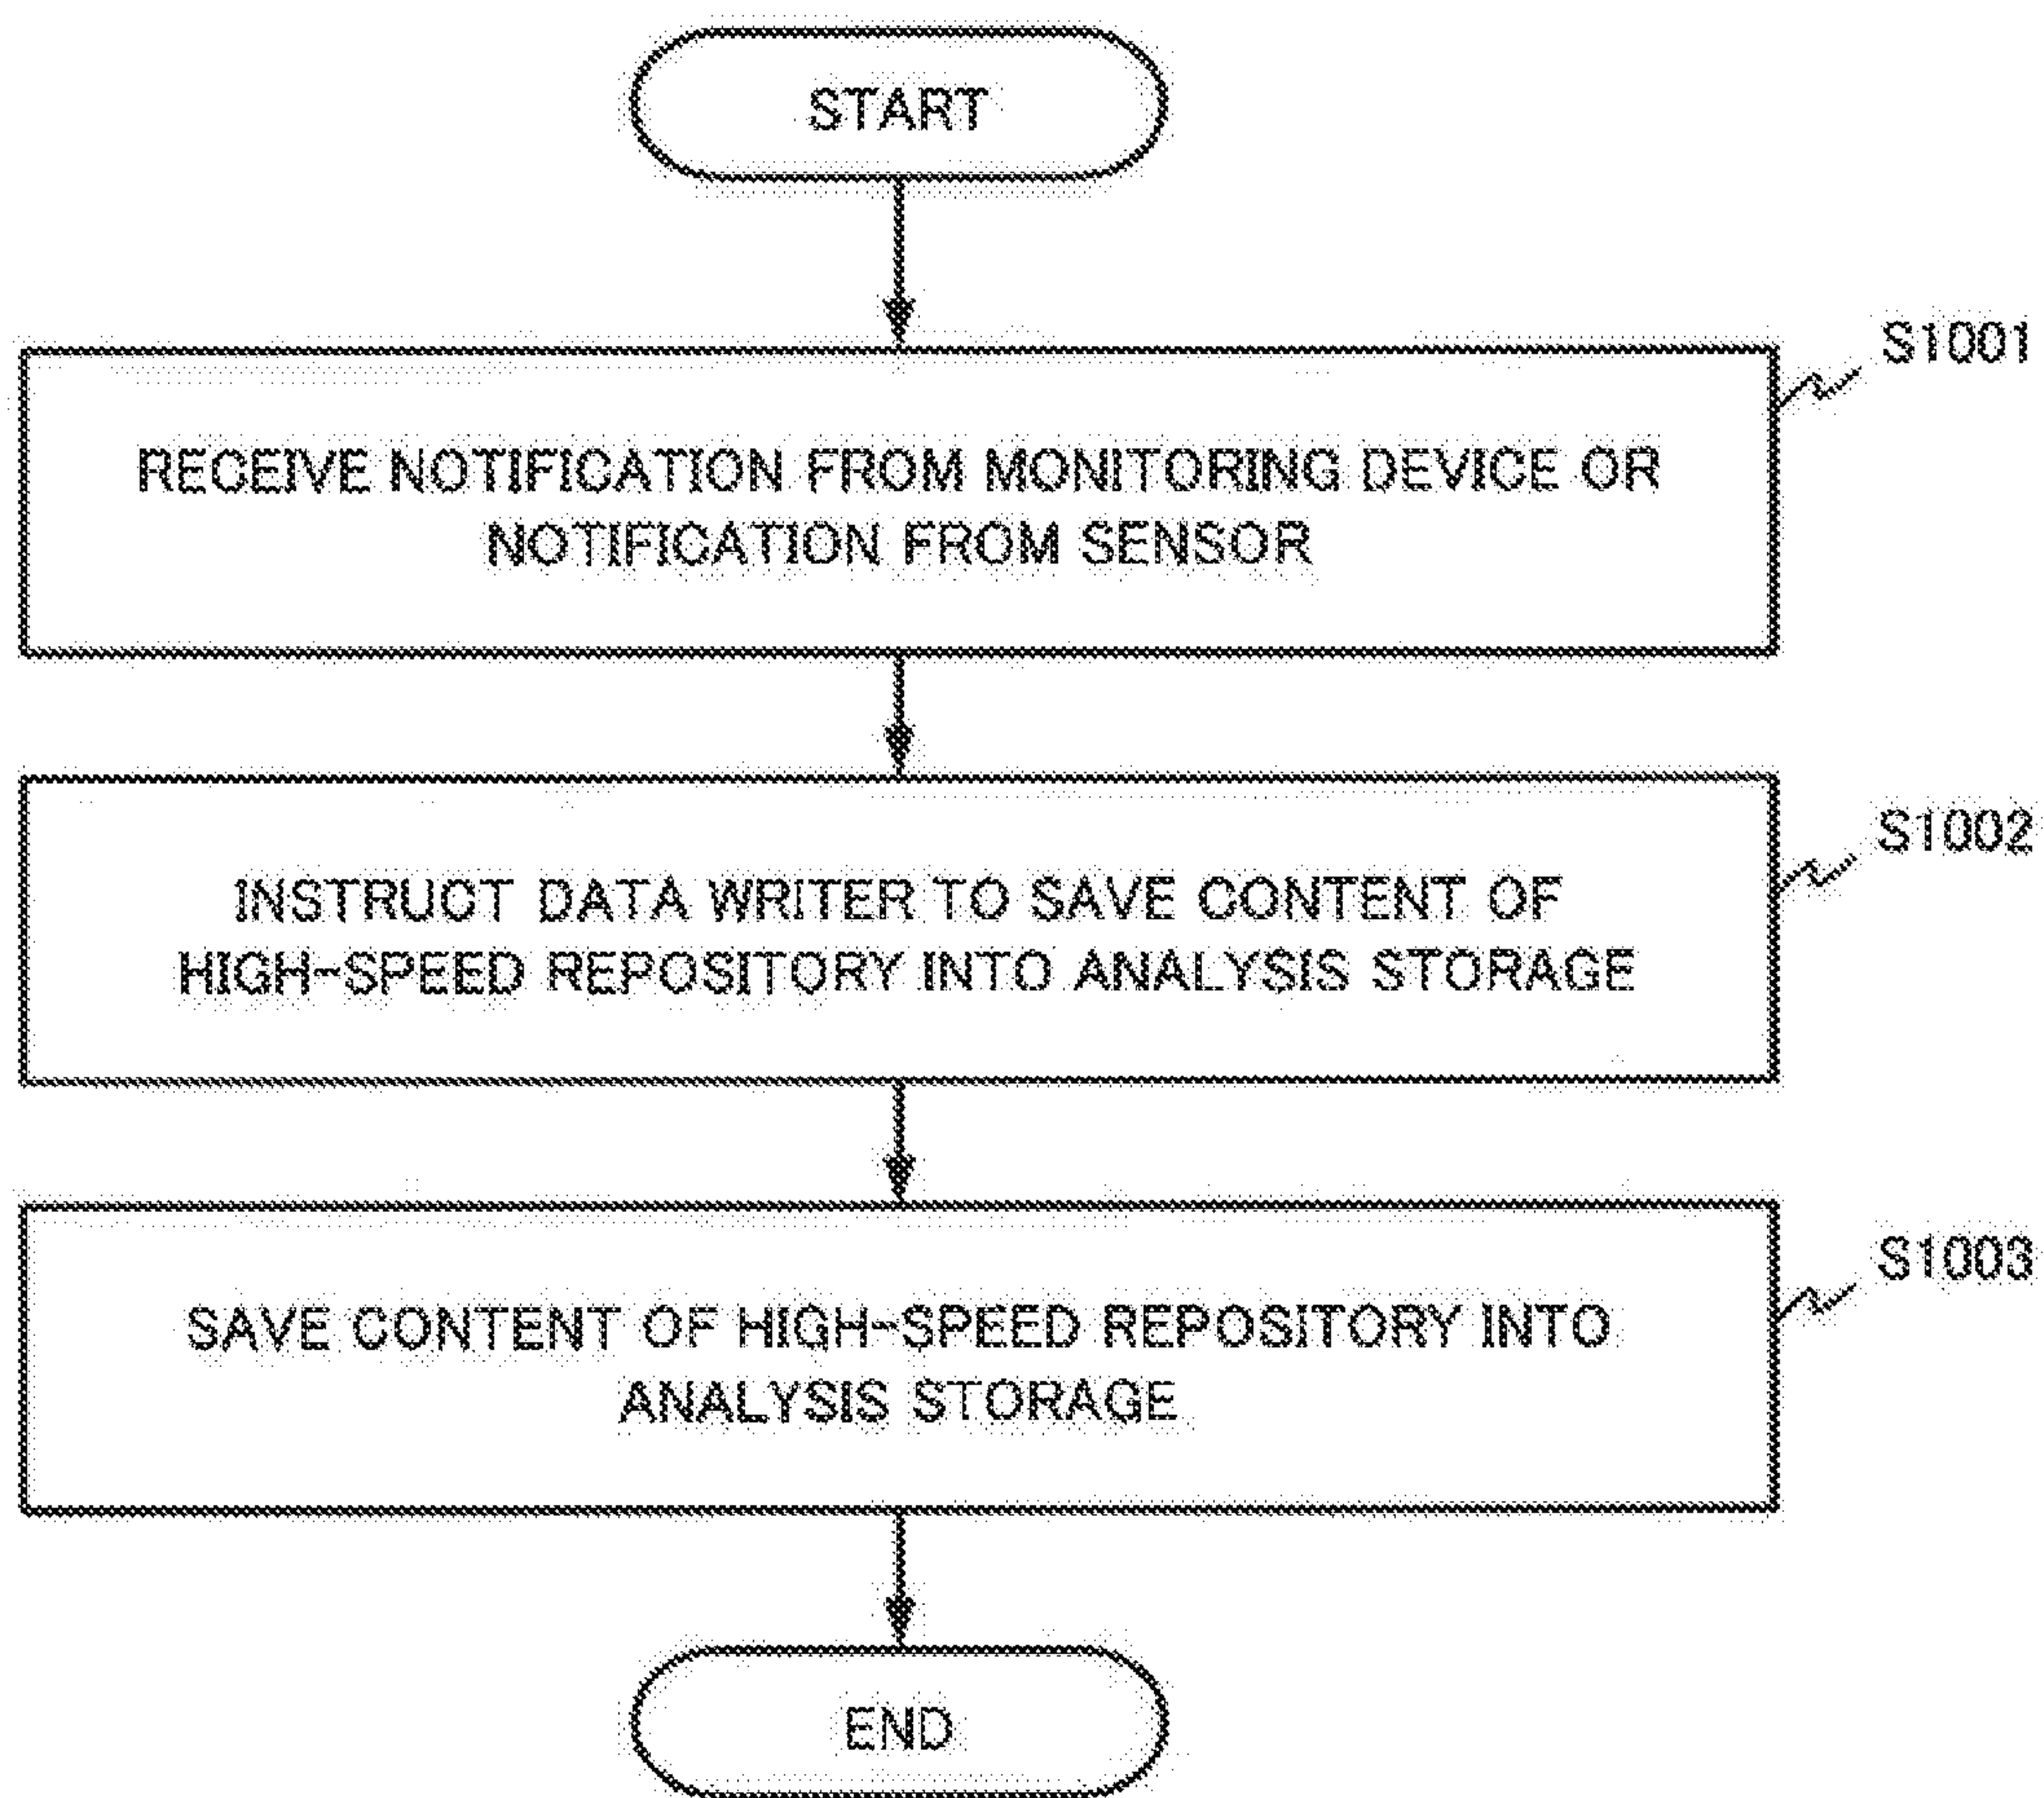 START
S1001
RECEIVE NOTIFICATION FROM MONITORING DEVICE OR
NOTIFICATION FROM SENSOR
S1002
INSTRUCT DATA WRITER TO SAVE CONTENT OF
HIGH-SPEED REPOSITORY INTO ANALYSIS STORAGE
S1003
SAVE CONTENT OF HIGH-SPEED REPOSITORY INTO
ANALYSIS STORAGE
END